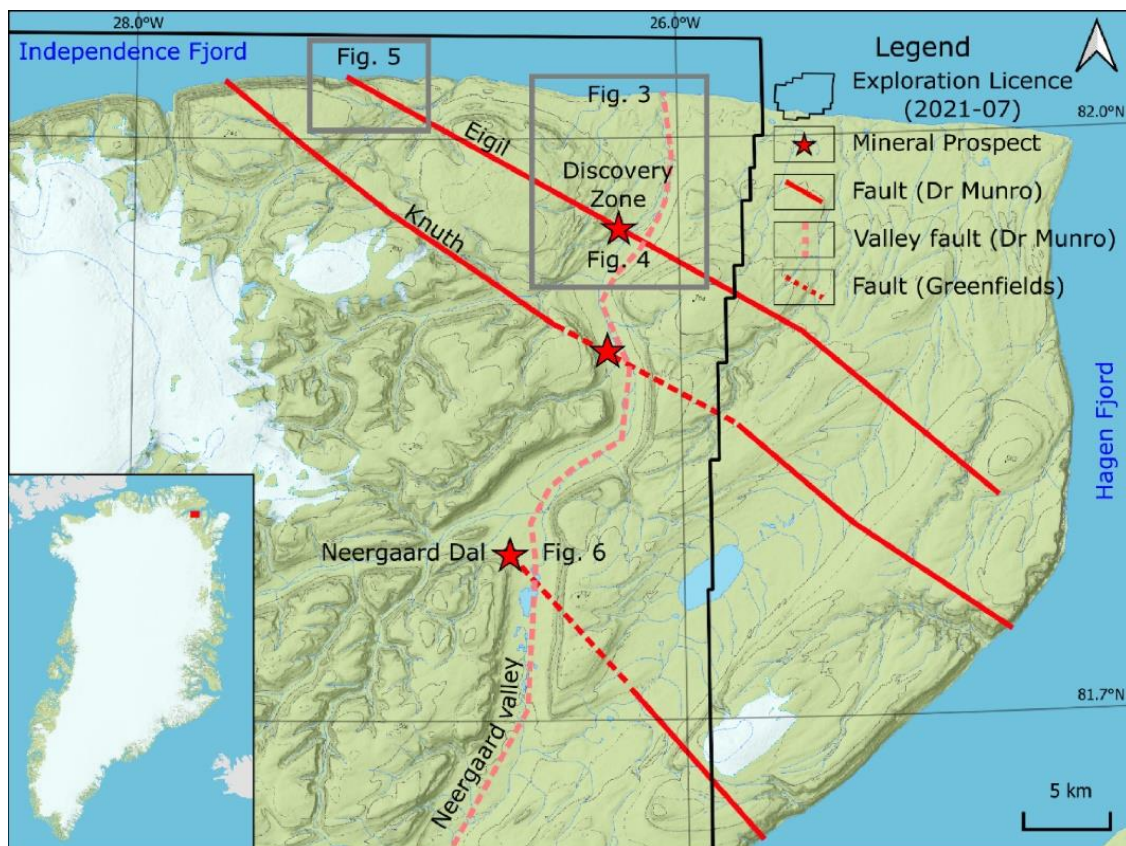 28.0°W
26.0°W
Independence Fjord
Fig. 5
Fig. 3
Legend
Exploration Licence
(2021-07)
82.0°N
Mineral Prospect
Eigil
Discovery
Zone
Fault (Dr Munro)
Knuth
Fig. 4
Valley fault (Dr Munro)
Fault (Greenfields)
Hagen Fjord
Neergaard Dal
Fig. 6
Neergaard valley
81.7°N
5 km